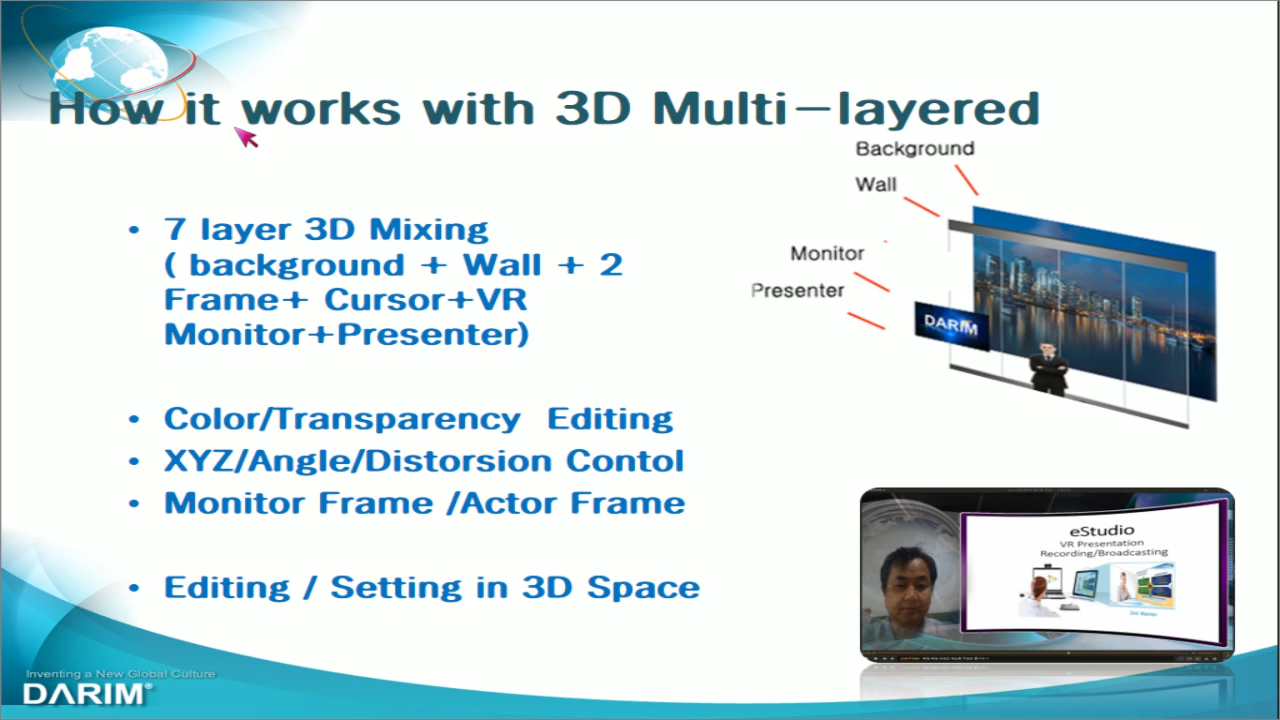 How it works with 3D Multi-layered
Background
Wall
Monitor
Presenter
DARIM
• 7 layer 3D Mixing
( background + Wall + 2
Frame+ Cursor+VR
Monitor+Presenter)
• Color/Transparency Editing
• XYZ/Angle/Distorsion Contol
• Monitor Frame /Actor Frame
• Editing / Setting in 3D Space
eStudio
VR Presentation
Recording/Broadcasting
Inventing a New Global Culture
DARIM®